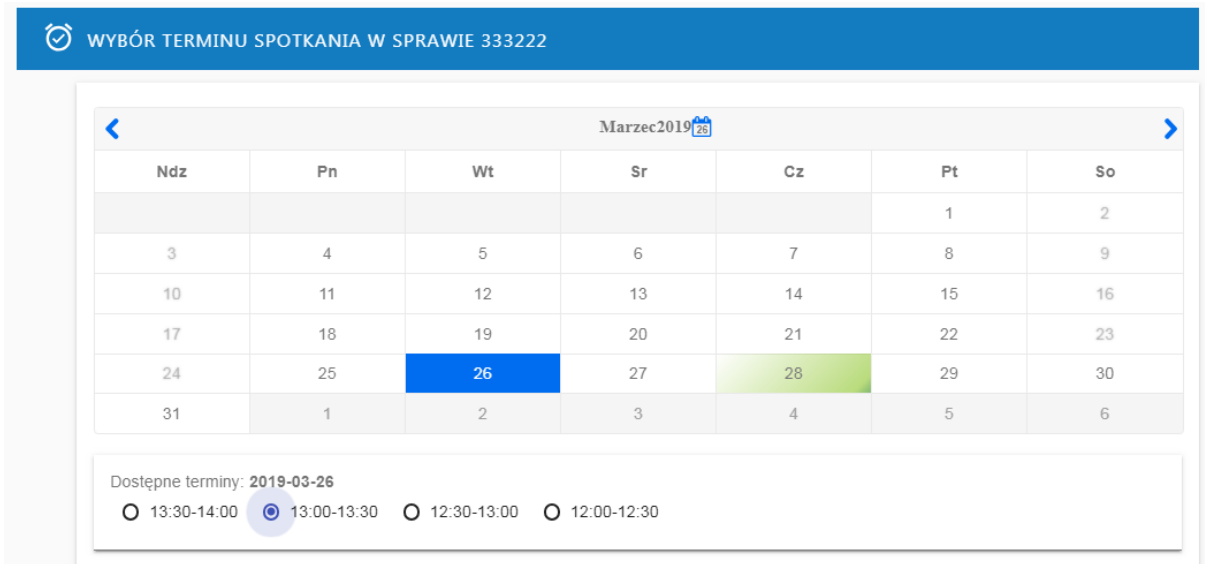 WYBÓR TERMINU SPOTKANIA W SPRAWIE 333222
Marzec2019 26
Ndz Pn Wt Sr Cz Pt So
1 2
3 4 5 6 7 8 9
10 11 12 13 14 15 16
17 18 19 20 21 22 23
24 25 26 27 28 29 30
31 1 2 3 4 5 6
Dostępne terminy: 2019-03-26
13:30-14:00 13:00-13:30 12:30-13:00 12:00-12:30